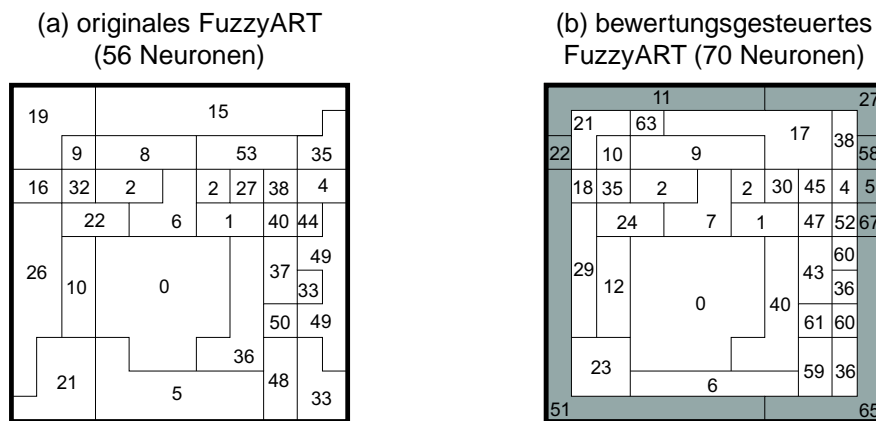 (a) originales FuzzyART
(56 Neuronen)
19 15
9 8 53 35
16 32 2 2 27 38 4
22 6 1 40 44
49
26 10 0 37
33
50 49
36
21 5 48 33
(b) bewertungsgesteuertes
FuzzyART (70 Neuronen)
11 27
21 63 17 38
22 10 9 58
18 35 2 2 30 45 4 5
24 7 1 47 52 67
60
29 12 0 40 43
36
61 60
23 59 36
6
51 65